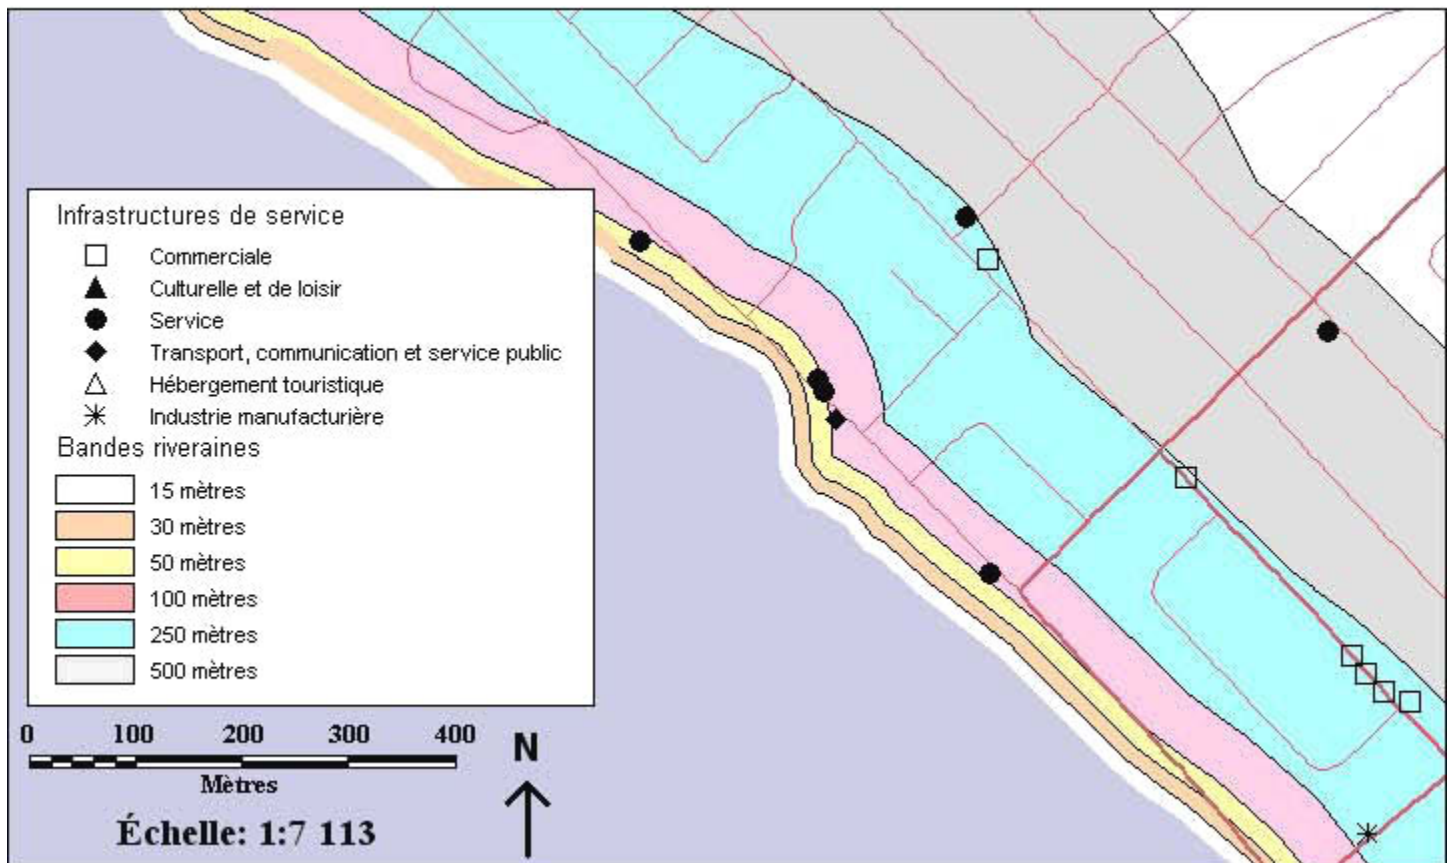 Infrastructures de service
Commerciale
Culturelle et de loisir
Service
Transport, communication et service public
Hébergement touristique
Industrie manufacturière
Bandes riveraines
15 mètres
30 mètres
50 mètres
100 mètres
250 mètres
500 mètres
0 100 200 300 400
Mètres
Échelle: 1:7 113
N